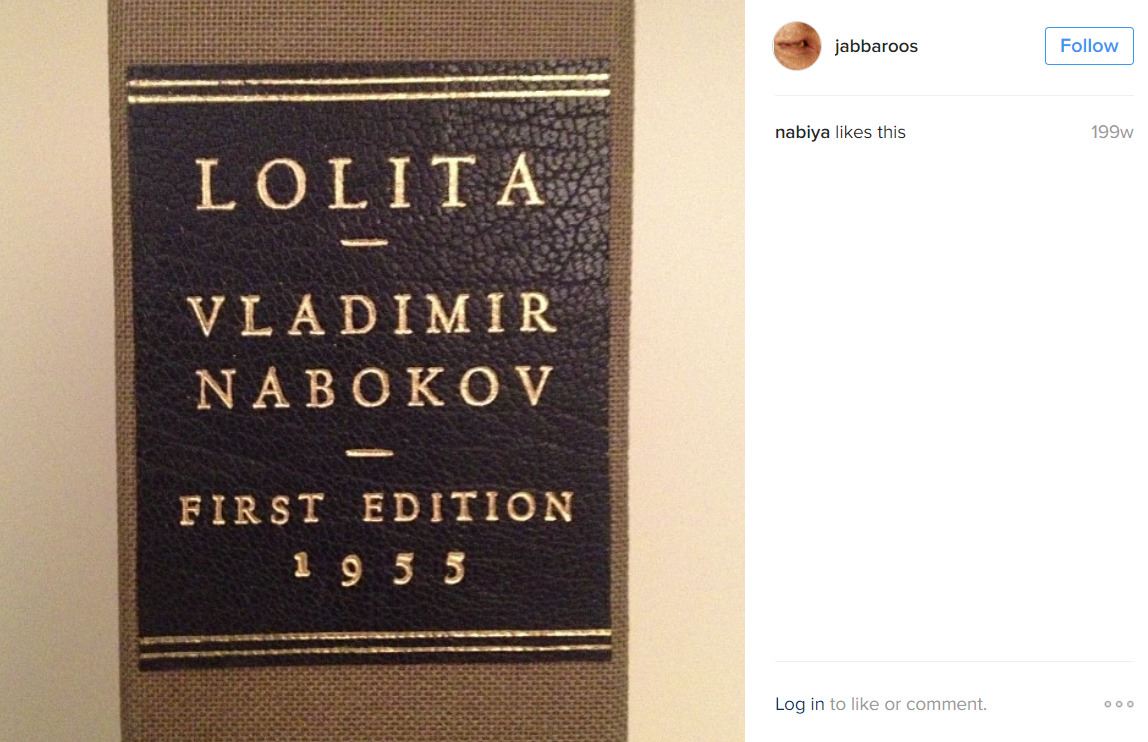 LOLITA
VLADIMIR
NABOKOV
FIRST EDITION
1955
jabbaroos
Follow
nabiya likes this
199w
Log in to like or comment.